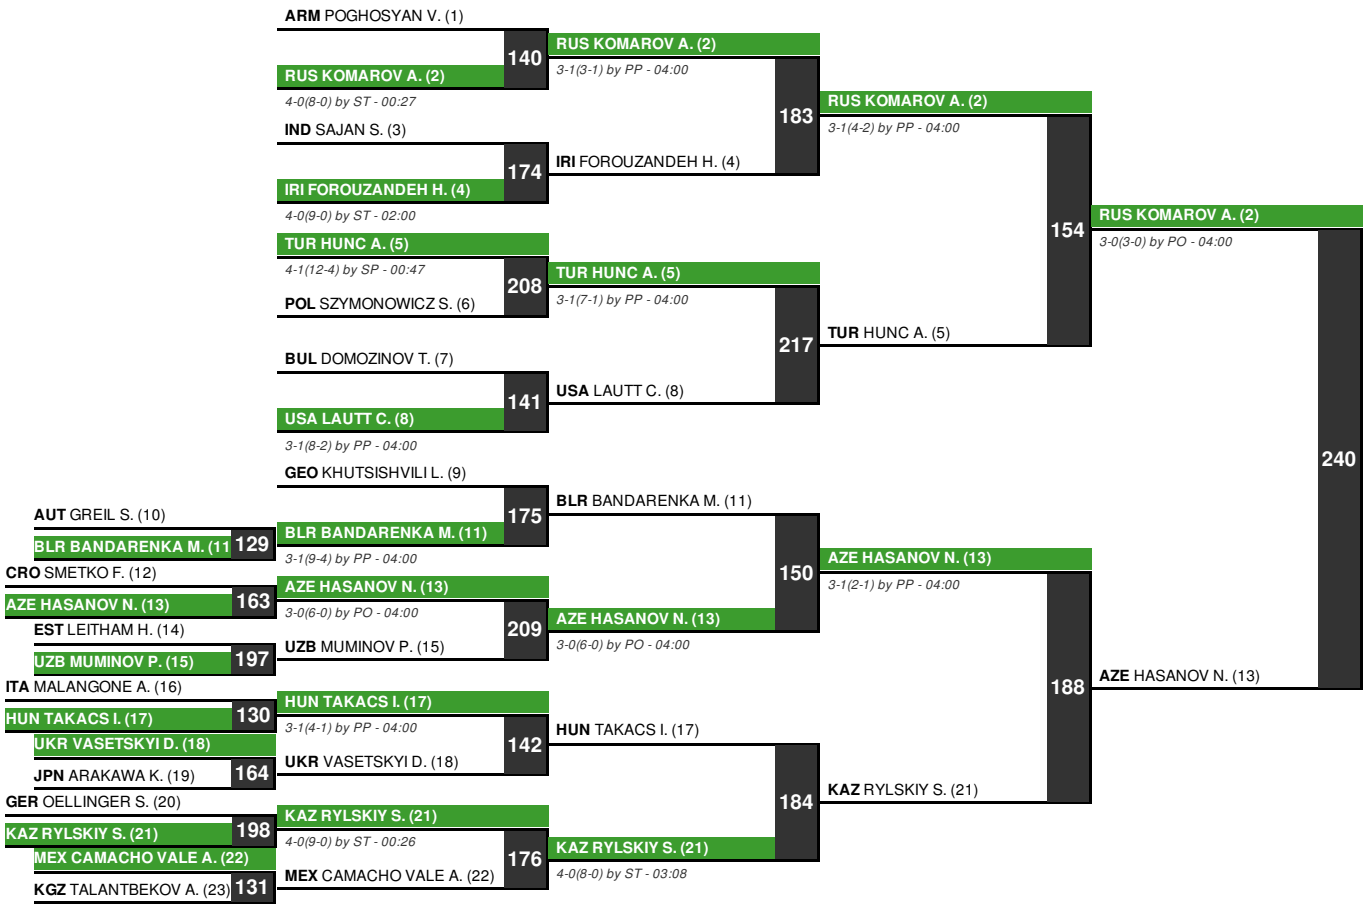 ARM POGHOSYAN V. (1)
140
RUS KOMAROV A. (2)
4-0(8-0) by ST - 00:27
IND SAJAN S. (3)
174
IRI FOROUZANDEH H. (4)
4-0(9-0) by ST - 02:00
TUR HUNC A. (5)
4-1(12-4) by SP - 00:47
208
POL SZYMONOWICZ S. (6)
BUL DOMOZINOV T. (7)
141
USA LAUTT C. (8)
3-1(8-2) by PP - 04:00
GEO KHUTSISHVILI L. (9)
175
BLR BANDARENKA M. (11)
3-1(9-4) by PP - 04:00
AZE HASANOV N. (13)
3-0(6-0) by PO - 04:00
209
UZB MUMINOV P. (15)
HUN TAKACS I. (17)
3-1(4-1) by PP - 04:00
142
UKR VASETSKYI D. (18)
KAZ RYLSKIY S. (21)
4-0(9-0) by ST - 00:26
176
MEX CAMACHO VALE A. (22)
AUT GREIL S. (10)
BLR BANDARENKA M. (11
129
CRO SMETKO F. (12)
AZE HASANOV N. (13)
163
EST LEITHAM H. (14)
UZB MUMINOV P. (15)
197
ITA MALANGONE A. (16)
HUN TAKACS I. (17)
130
UKR VASETSKYI D. (18)
JPN ARAKAWA K. (19)
164
GER OELLINGER S. (20)
KAZ RYLSKIY S. (21)
198
MEX CAMACHO VALE A. (22)
KGZ TALANTBEKOV A. (23)
131
RUS KOMAROV A. (2)
3-1(3-1) by PP - 04:00
183
IRI FOROUZANDEH H. (4)
TUR HUNC A. (5)
3-1(7-1) by PP - 04:00
217
USA LAUTT C. (8)
BLR BANDARENKA M. (11)
150
AZE HASANOV N. (13)
3-0(6-0) by PO - 04:00
HUN TAKACS I. (17)
184
KAZ RYLSKIY S. (21)
4-0(8-0) by ST - 03:08
RUS KOMAROV A. (2)
3-1(4-2) by PP - 04:00
154
TUR HUNC A. (5)
AZE HASANOV N. (13)
3-1(2-1) by PP - 04:00
188
KAZ RYLSKIY S. (21)
RUS KOMAROV A. (2)
3-0(3-0) by PO - 04:00
240
AZE HASANOV N. (13)